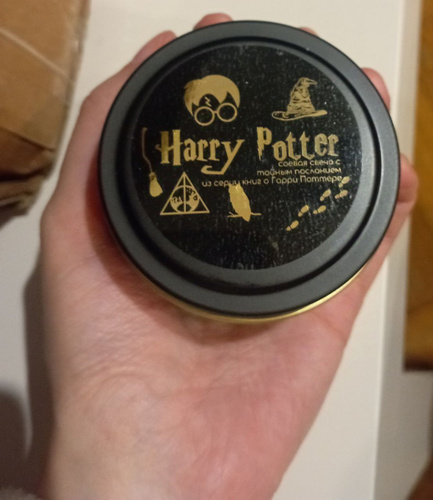 Harry Potter
соевая свеча с
тайным посланием
из серии книг о Гарри Поттере